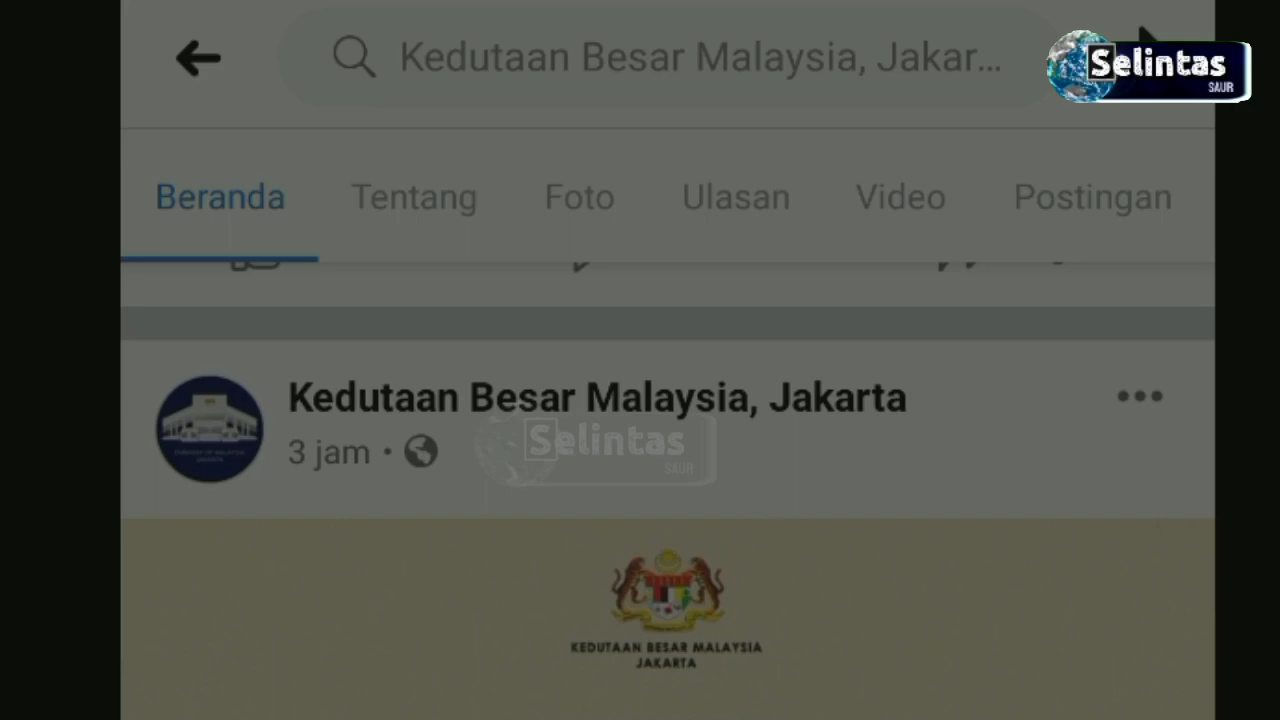 Kedutaan Besar Malaysia, Jakar...
Selintas
SAUR
Beranda Tentang Foto Ulasan Video Postingan
Kedutaan Besar Malaysia, Jakarta
3 jam •
Selintas
SAUR
KEDUTAAN BESAR MALAYSIA
JAKARTA